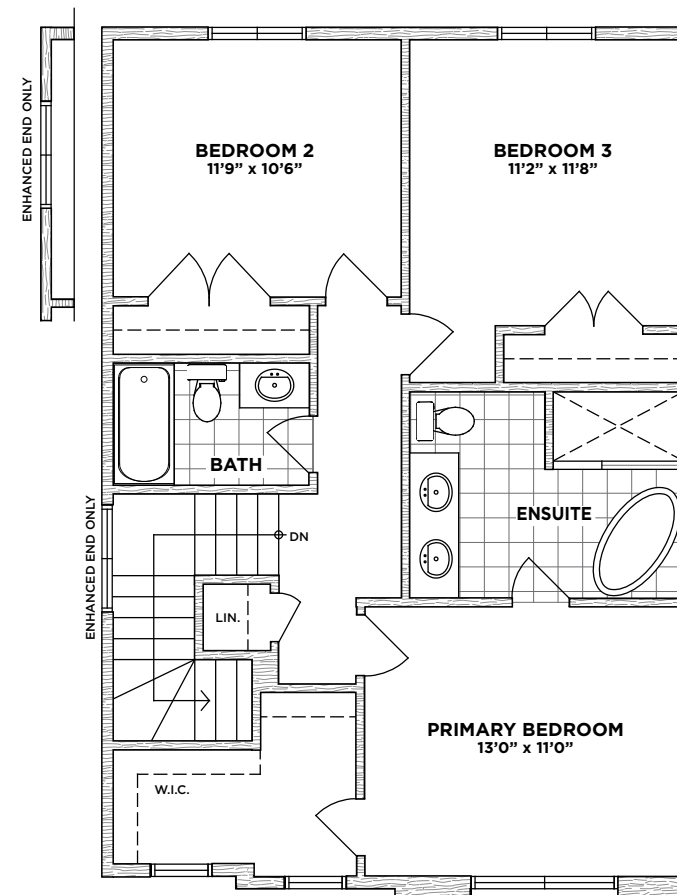 ENHANCED END ONLY
BEDROOM 2
11’9” x 10’6”
BEDROOM 3
11’2” x 11’8”
BATH
ENSUITE
ENHANCED END ONLY
DN
LIN.
PRIMARY BEDROOM
13’0” x 11’0”
W.I.C.